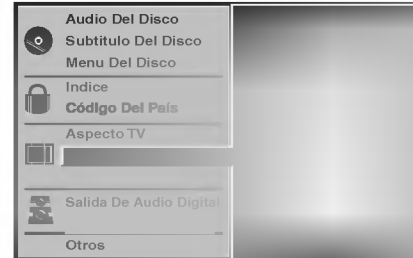 Audio Del Disco
Subtitulo Del Disco
Menu Del Disco
Indice
Código Del País
Aspecto TV
Salida De Audio Digital
Otros